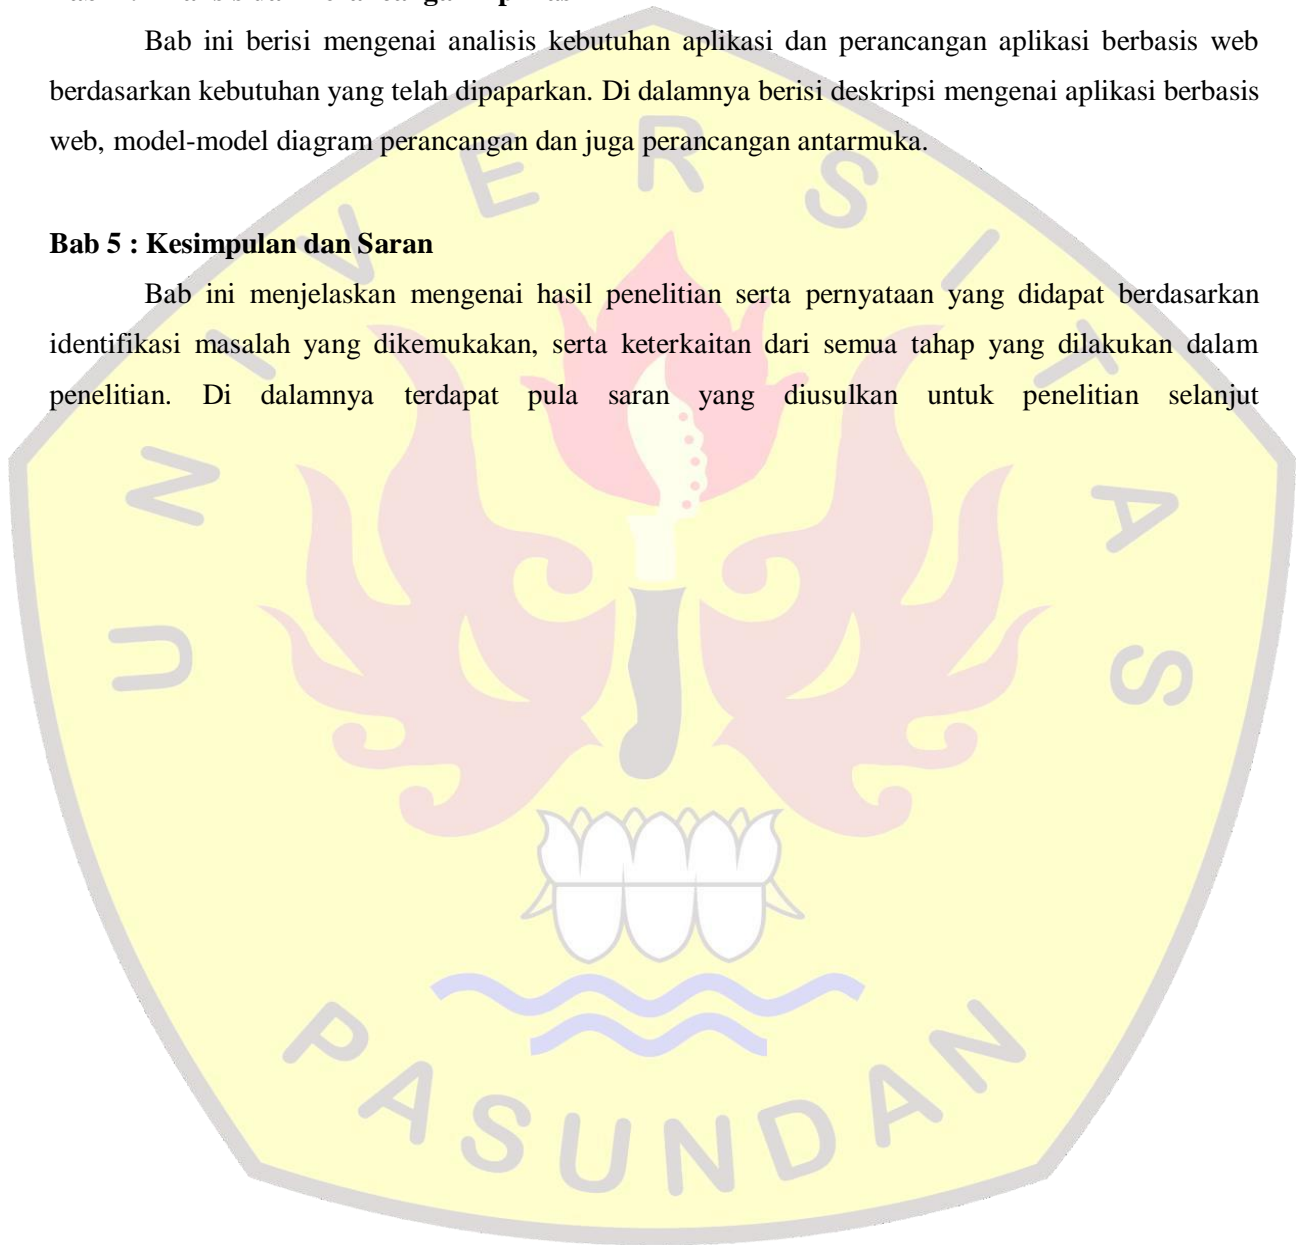 Bab ini berisi mengenai analisis kebutuhan aplikasi dan perancangan aplikasi berbasis web
berdasarkan kebutuhan yang telah dipaparkan. Di dalamnya berisi deskripsi mengenai aplikasi berbasis
web, model-model diagram perancangan dan juga perancangan antarmuka.
Bab 5 : Kesimpulan dan Saran
Bab ini menjelaskan mengenai hasil penelitian serta pernyataan yang didapat berdasarkan
identifikasi masalah yang dikemukakan, serta keterkaitan dari semua tahap yang dilakukan dalam
penelitian. Di dalamnya terdapat pula saran yang diusulkan untuk penelitian selanjut
UNIVERSITAS
PASUNDAN